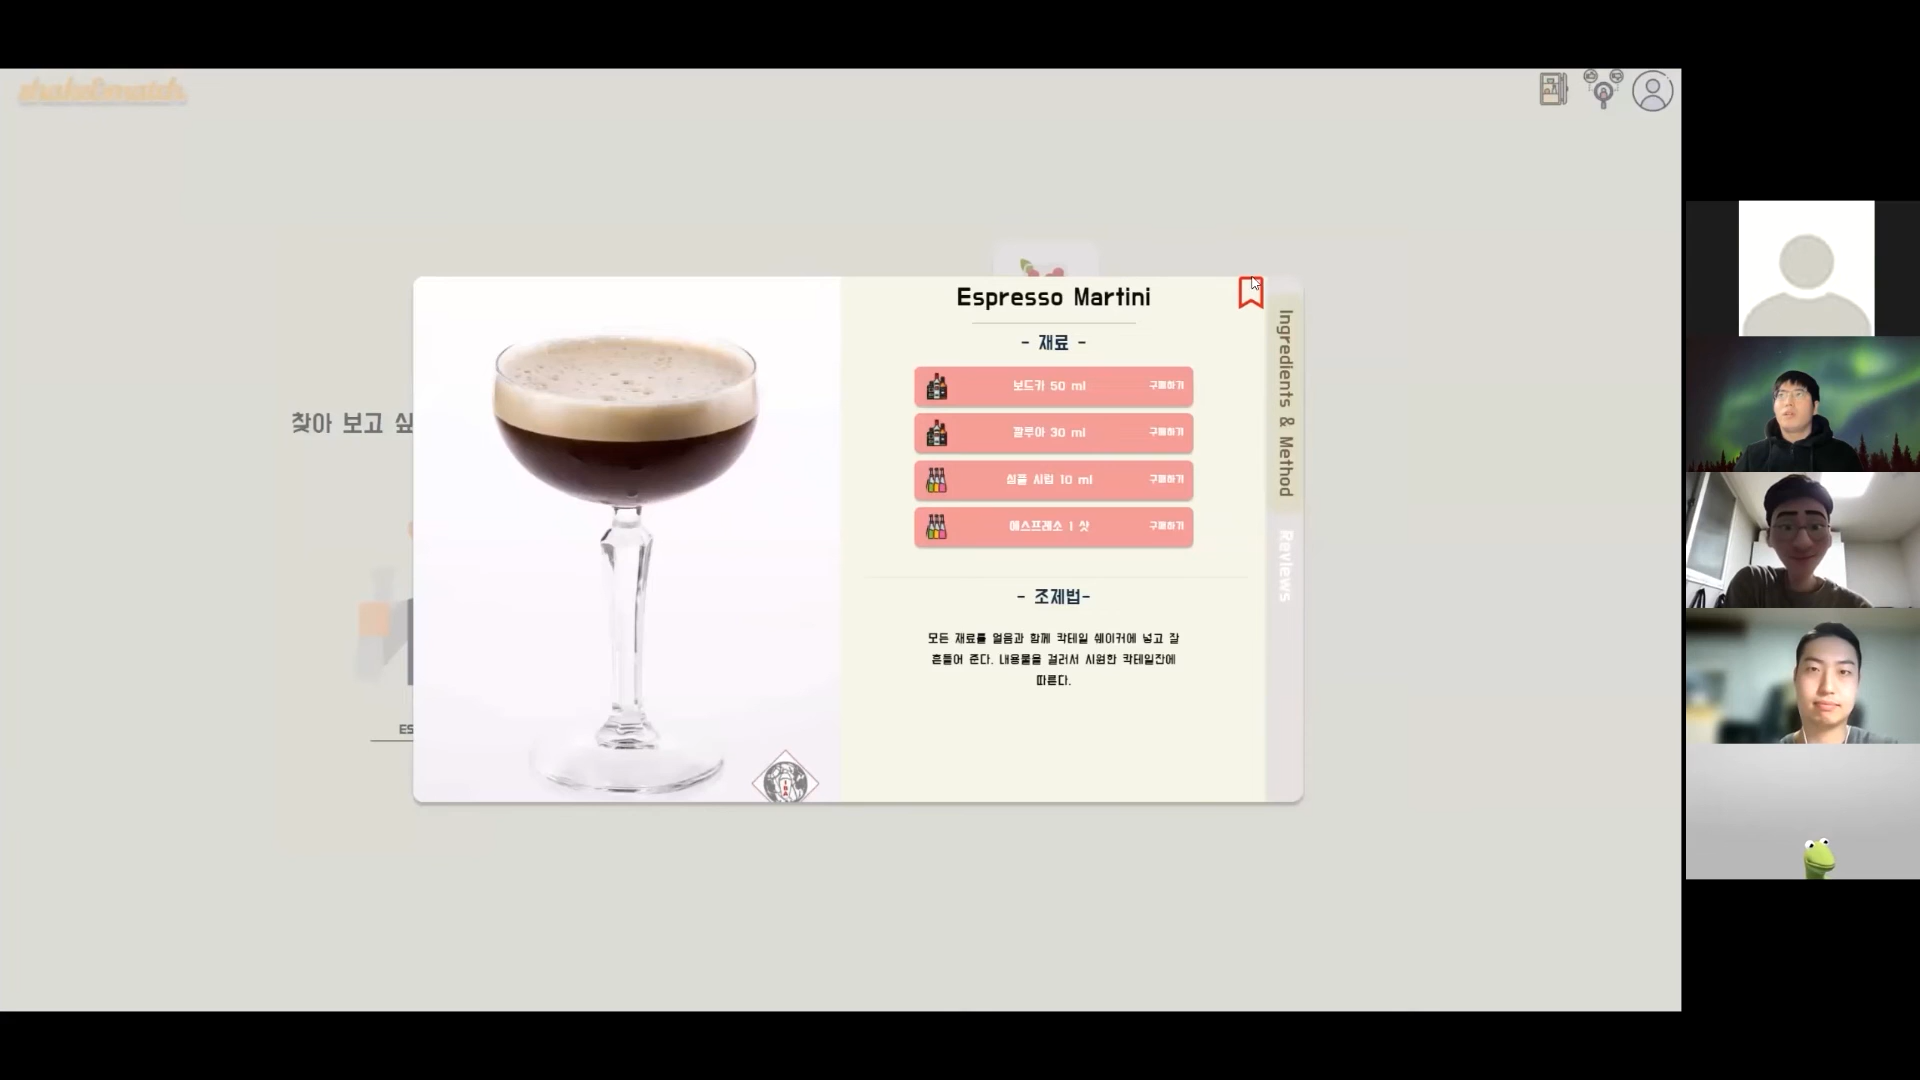 shake&match
Espresso Martini
- 재료 -
보드카 50 ml 구매하기
깔루아 30 ml 구매하기
심플 시럽 10 ml 구매하기
에스프레소 1 샷 구매하기
- 조제법-
모든 재료를 얼음과 함께 칵테일 쉐이커에 넣고 잘
흔들어 준다. 내용물을 걸러서 시원한 칵테일잔에
따른다.
Ingredients & Method
Reviews
찾아 보고 싶
ES
IBA